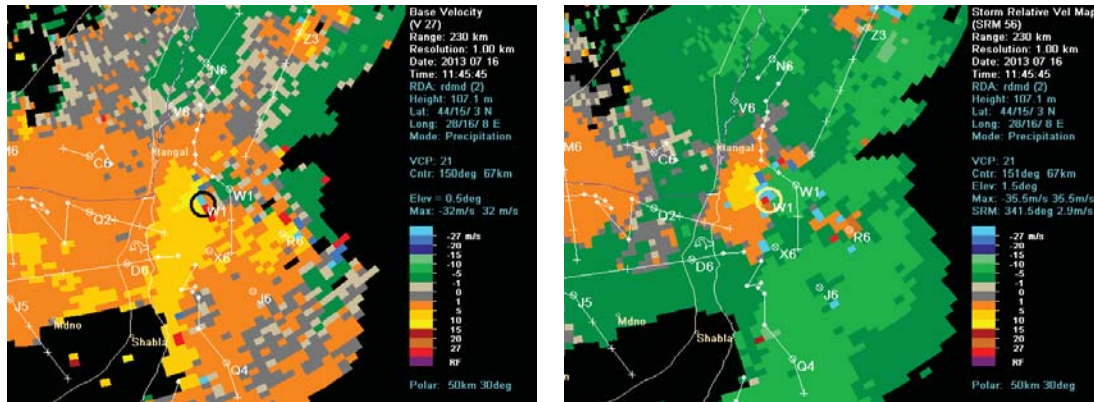 Base Velocity
(V 27)
Range: 230 km
Resolution: 1.00 km
Date: 2013 07 16
Time: 11:45:45
RDA: rdmd (2)
Height: 107.1 m
Lat: 44/15/ 3 N
Long: 28/16/ 8 E
Mode: Precipitation
VCP: 21
Cntr: 150deg 67km
Elev = 0.5deg
Max: -32m/s 32 m/s
-27 m/s
-20
-15
-10
-5
-1
0
1
5
10
15
20
27
RF
Polar: 50km 30deg
Z3
N6
V6
Mangal
M6
C6
W1
W1
Q2
R6
X6
D6
J6
J5
Mdno
Shabla
Q4
Storm Relative Vel Map
(SRM 56)
Range: 230 km
Resolution: 1.00 km
Date: 2013 07 16
Time: 11:45:45
RDA: rdmd (2)
Height: 107.1 m
Lat: 44/15/ 3 N
Long: 28/16/ 8 E
Mode: Precipitation
VCP: 21
Cntr: 151deg 67km
Elev: 1.5deg
Max: -35.5m/s 35.5m/s
SRM: 341.5deg 2.9m/s
-27 m/s
-20
-15
-10
-5
-1
0
1
5
10
15
20
27
RF
Polar: 50km 30deg
Z3
N6
V6
Mangal
M6
C6
W1
W1
Q2
R6
X6
D6
J6
J5
Mdno
Shabla
Q4